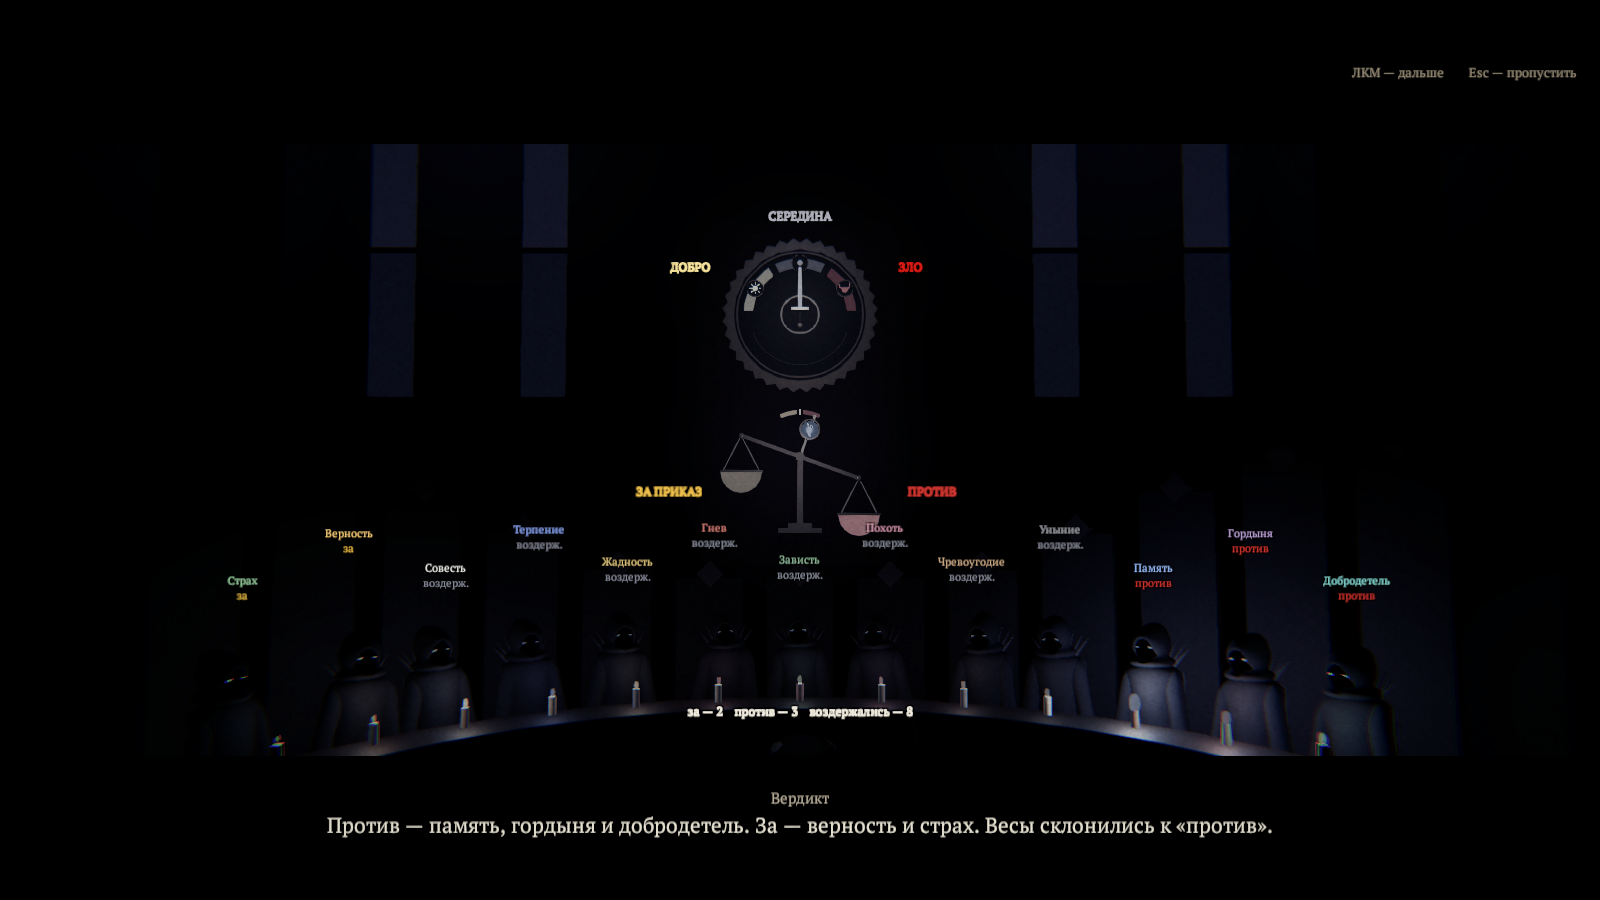 ЛКМ — дальше Esc — пропустить
СЕРЕДИНА
ДОБРО ЗЛО
ЗА ПРИКАЗ ПРОТИВ
Страх
за
Верность
за
Совесть
воздерж.
Терпение
воздерж.
Жадность
воздерж.
Гнев
воздерж.
Зависть
воздерж.
Похоть
воздерж.
Чревоугодие
воздерж.
Уныние
воздерж.
Память
против
Гордыня
против
Добродетель
против
за — 2 против — 3 воздержались — 8
Вердикт
Против — память, гордыня и добродетель. За — верность и страх. Весы склонились к «против».